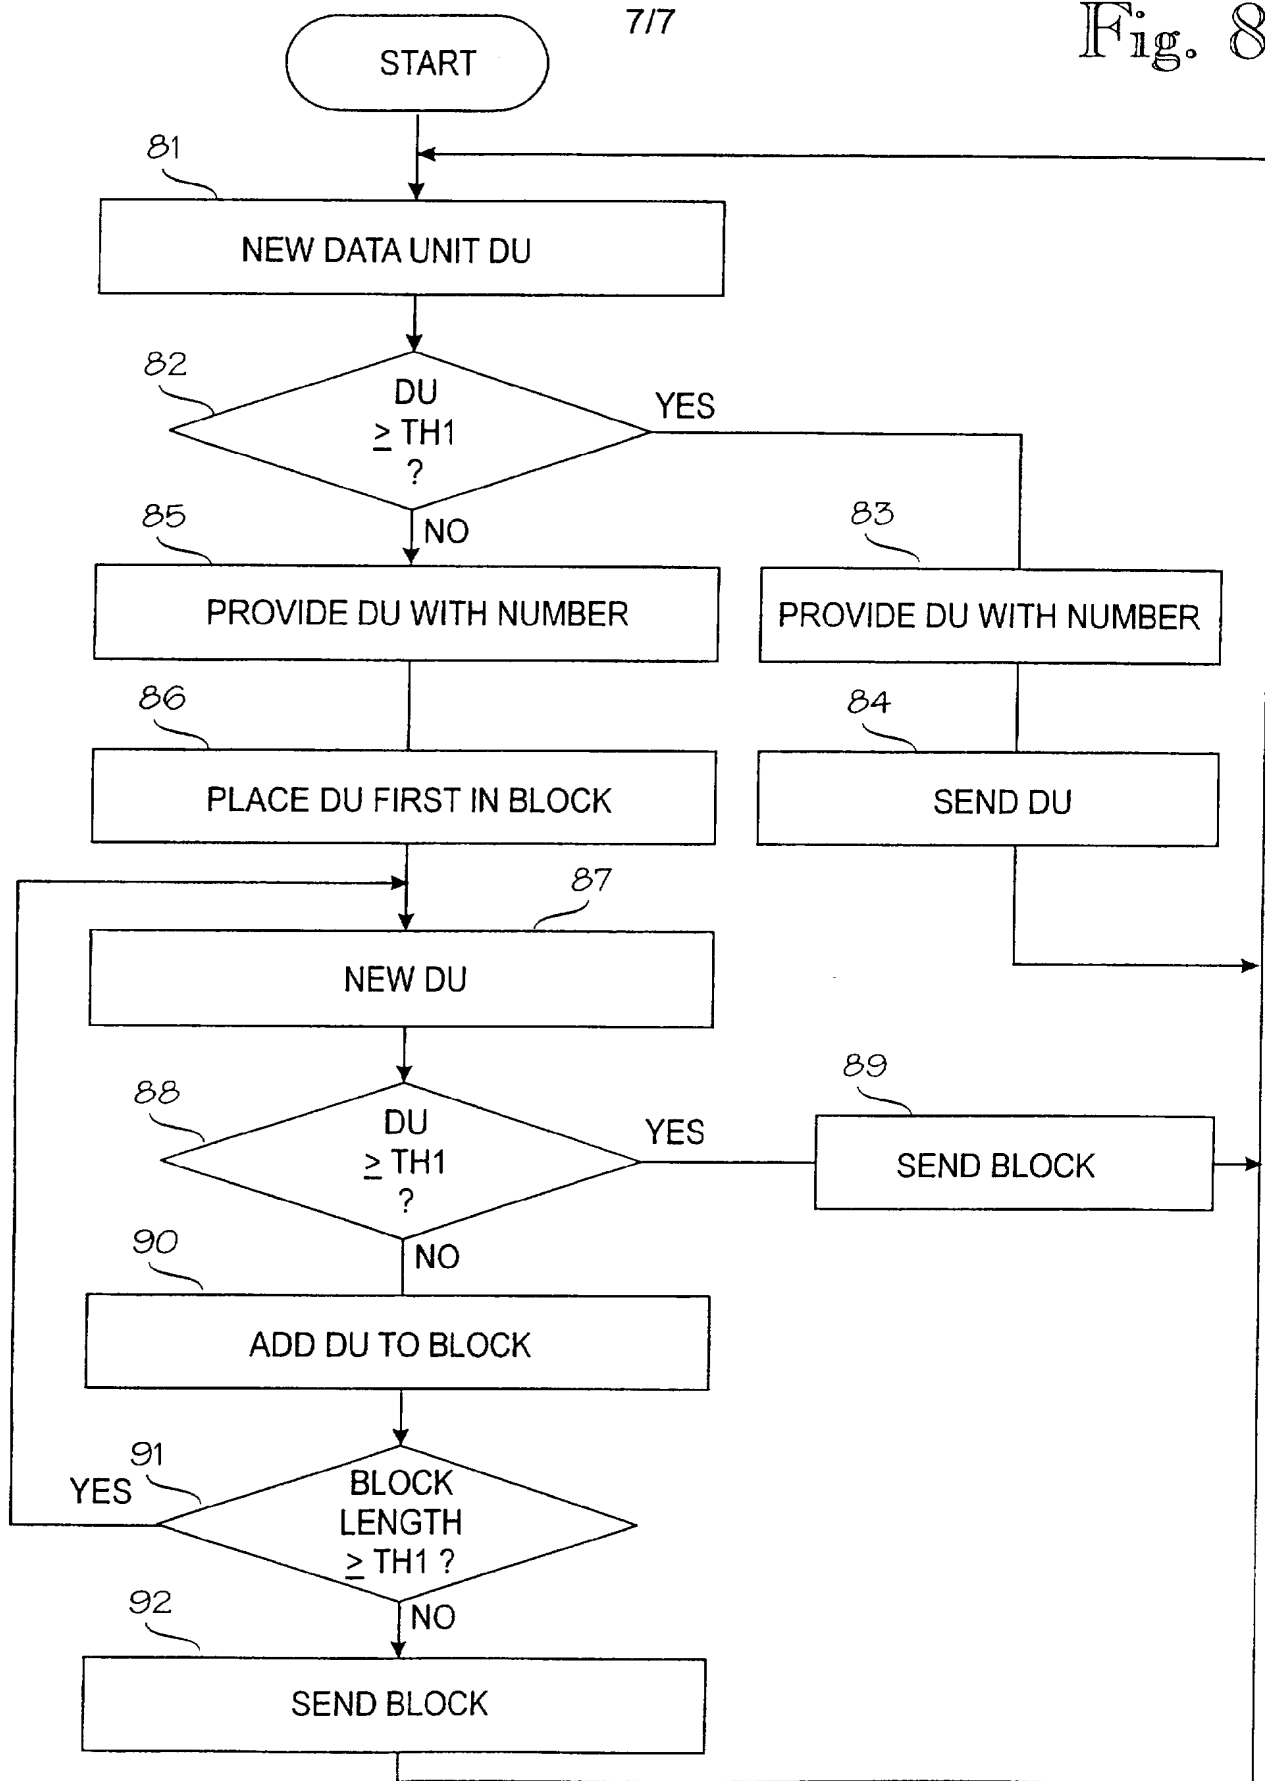 7/7
Fig. 8
START
81
NEW DATA UNIT DU
82
DU
≥ TH1
?
YES
NO
85
PROVIDE DU WITH NUMBER
83
PROVIDE DU WITH NUMBER
86
PLACE DU FIRST IN BLOCK
84
SEND DU
87
NEW DU
88
DU
≥ TH1
?
YES
89
SEND BLOCK
NO
90
ADD DU TO BLOCK
91
YES
BLOCK
LENGTH
≥ TH1 ?
NO
92
SEND BLOCK